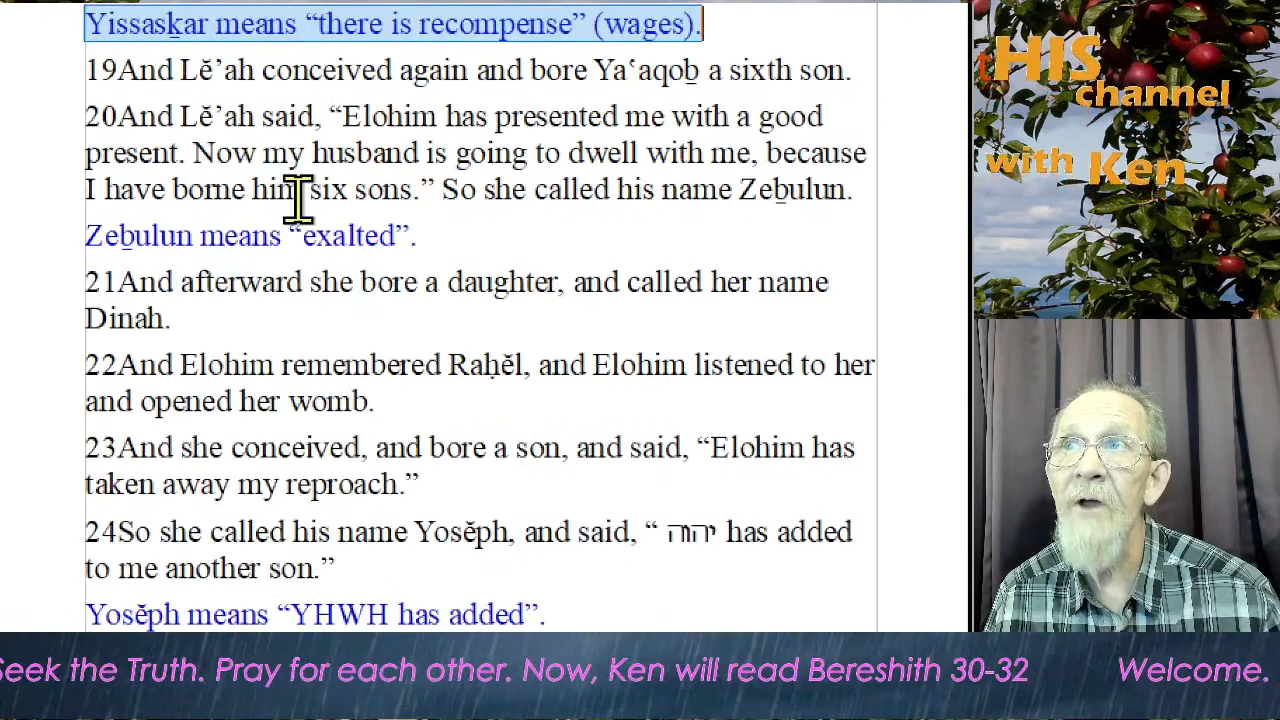 Yissasḵar means “there is recompense” (wages).
19And Lĕ’ah conceived again and bore Ya‛aqoḇ a sixth son.
20And Lĕ’ah said, “Elohim has presented me with a good
present. Now my husband is going to dwell with me, because
I have borne him six sons.” So she called his name Zeḇulun.
Zeḇulun means “exalted”.
21And afterward she bore a daughter, and called her name
Dinah.
22And Elohim remembered Raḥĕl, and Elohim listened to her
and opened her womb.
23And she conceived, and bore a son, and said, “Elohim has
taken away my reproach.”
24So she called his name Yosĕph, and said, “ יהוה has added
to me another son.”
Yosĕph means “YHWH has added”.
tHIS
channel
with Ken
Seek the Truth. Pray for each other. Now, Ken will read Bereshith 30-32 Welcome.